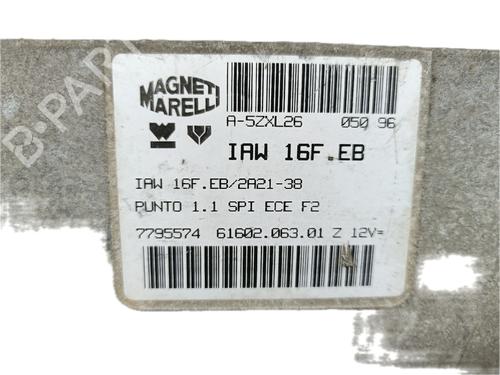 MAGNETI
MARELLI
A-5ZXL26 050 96
IAW 16F.EB
IAW 16F.EB/2A21-38
PUNTO 1.1 SPI ECE F2
7795574 61602.063.01 Z 12V=
B-PARTS